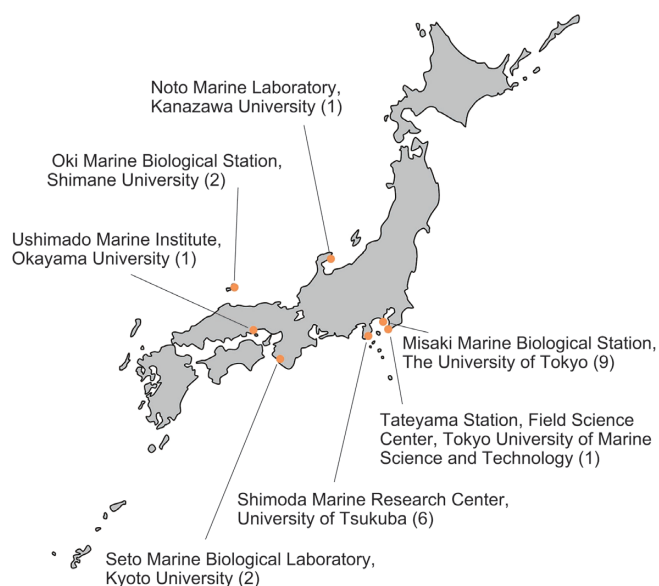 Noto Marine Laboratory,
Kanazawa University (1)
Oki Marine Biological Station,
Shimane University (2)
Ushimado Marine Institute,
Okayama University (1)
Misaki Marine Biological Station,
The University of Tokyo (9)
Tateyama Station, Field Science
Center, Tokyo University of Marine
Science and Technology (1)
Shimoda Marine Research Center,
University of Tsukuba (6)
Seto Marine Biological Laboratory,
Kyoto University (2)